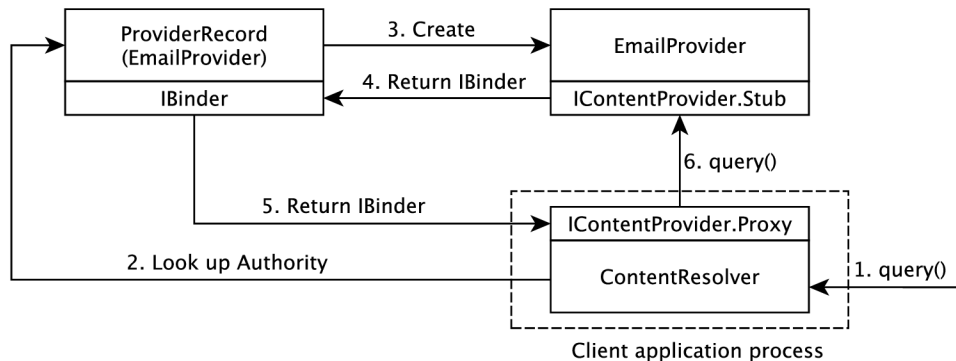 ProviderRecord
(EmailProvider)
IBinder
3. Create
4. Return IBinder
EmailProvider
IContentProvider.Stub
6. query()
5. Return IBinder
IContentProvider.Proxy
2. Look up Authority
ContentResolver
1. query()
Client application process